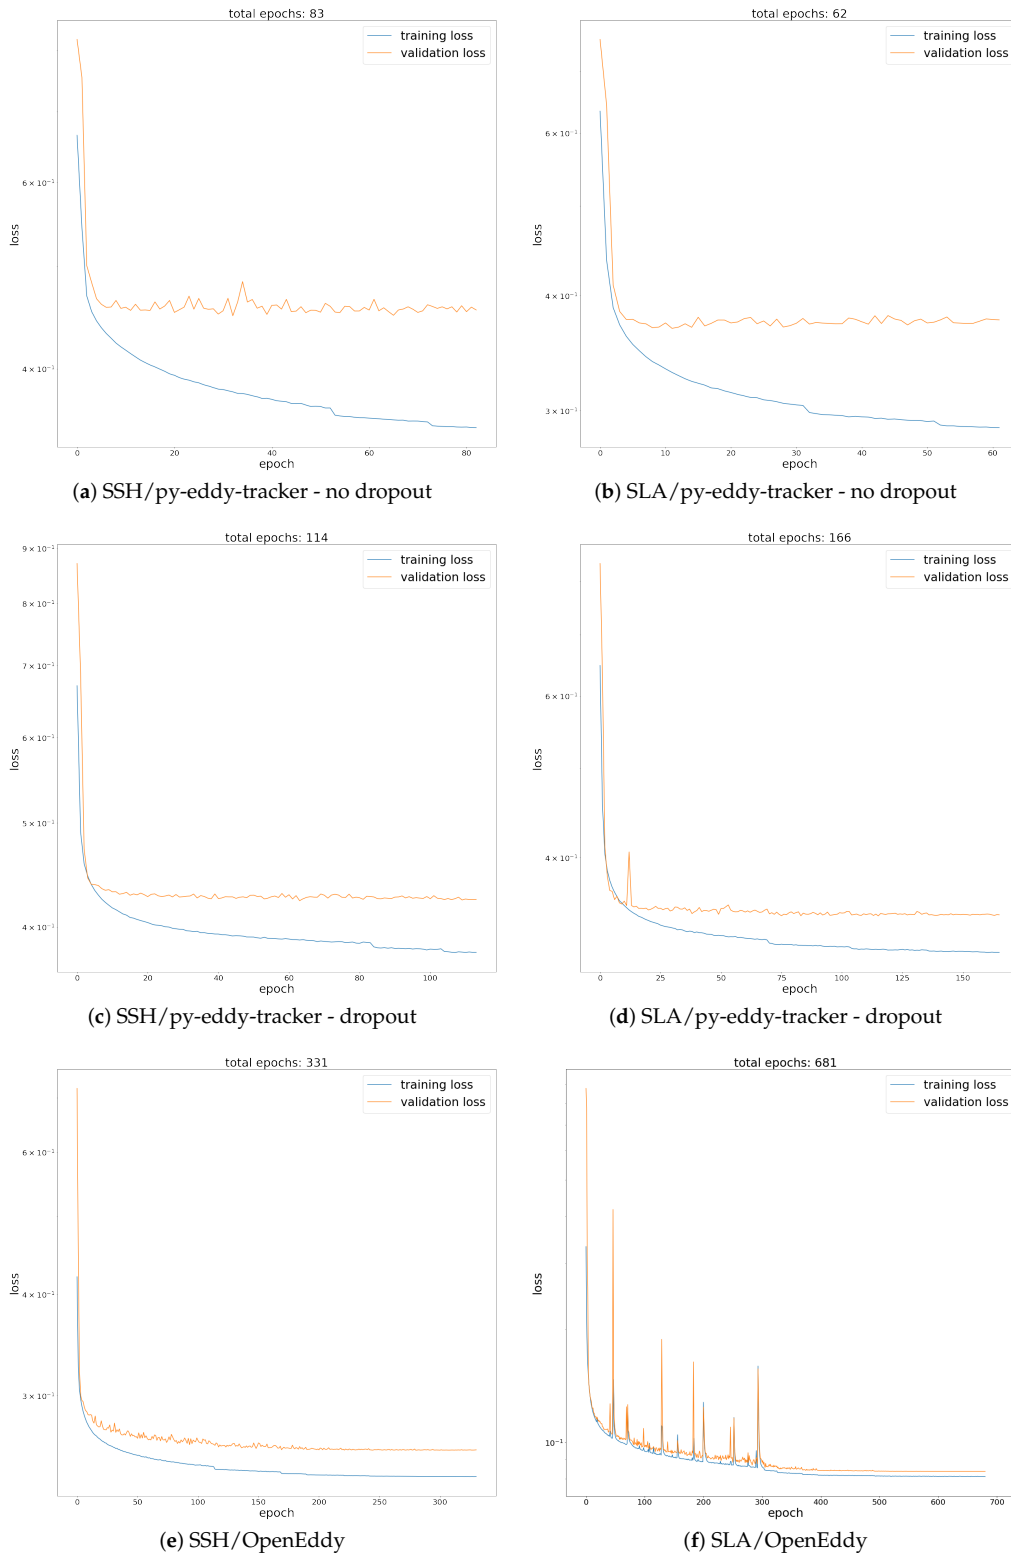 total epochs: 83
training loss
validation loss
6 × 10⁻¹
4 × 10⁻¹
loss
0 20 40 60 80
epoch
(a) SSH/py-eddy-tracker - no dropout
total epochs: 62
training loss
validation loss
6 × 10⁻¹
4 × 10⁻¹
3 × 10⁻¹
loss
0 10 20 30 40 50 60
epoch
(b) SLA/py-eddy-tracker - no dropout
total epochs: 114
training loss
validation loss
9 × 10⁻¹
8 × 10⁻¹
7 × 10⁻¹
6 × 10⁻¹
5 × 10⁻¹
4 × 10⁻¹
loss
0 20 40 60 80 100
epoch
(c) SSH/py-eddy-tracker - dropout
total epochs: 166
training loss
validation loss
6 × 10⁻¹
4 × 10⁻¹
loss
0 25 50 75 100 125 150
epoch
(d) SLA/py-eddy-tracker - dropout
total epochs: 331
training loss
validation loss
6 × 10⁻¹
4 × 10⁻¹
3 × 10⁻¹
loss
0 50 100 150 200 250 300
epoch
(e) SSH/OpenEddy
total epochs: 681
training loss
validation loss
10⁻¹
loss
0 100 200 300 400 500 600 700
epoch
(f) SLA/OpenEddy